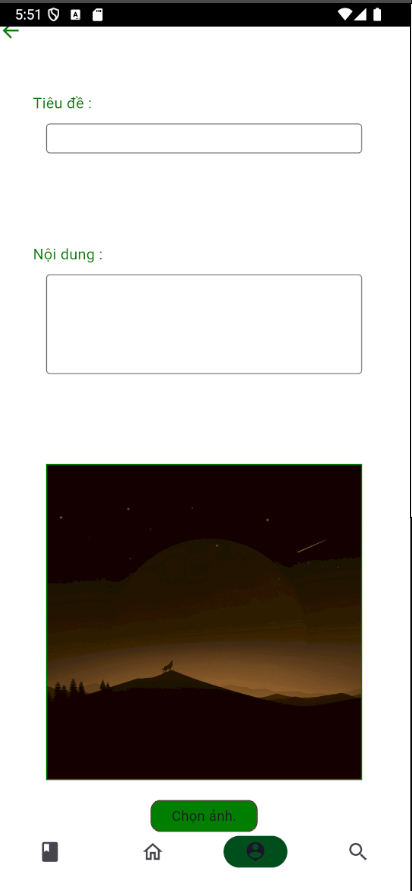 5:51
Tiêu đề :
Nội dung :
Chọn ảnh.